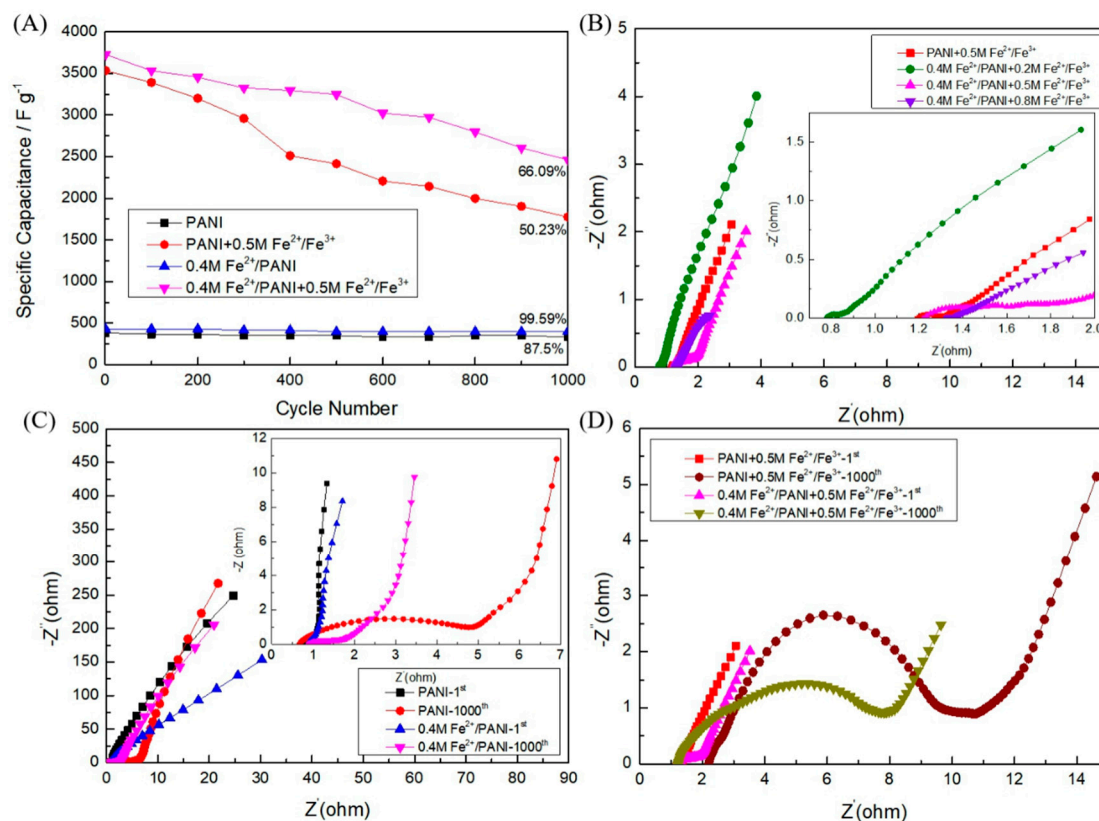 (A)
Specific Capacitance / F g⁻¹
4000
3500
3000
2500
2000
1500
1000
500
0
66.09%
50.23%
99.59%
87.5%
PANI
PANI+0.5M Fe²⁺/Fe³⁺
0.4M Fe²⁺/PANI
0.4M Fe²⁺/PANI+0.5M Fe²⁺/Fe³⁺
0 200 400 600 800 1000
Cycle Number
(B)
-Z''(ohm)
5
4
3
2
1
0
PANI+0.5M Fe²⁺/Fe³⁺
0.4M Fe²⁺/PANI+0.2M Fe²⁺/Fe³⁺
0.4M Fe²⁺/PANI+0.5M Fe²⁺/Fe³⁺
0.4M Fe²⁺/PANI+0.8M Fe²⁺/Fe³⁺
-Z''(ohm)
1.5
1.0
0.5
0.0
1.0 1.2 1.4 1.6 1.8 2.0
Z'(ohm)
0 2 4 6 8 10 12 14
Z'(ohm)
(C)
-Z''(ohm)
500
450
400
350
300
250
200
150
100
50
0
-Z (ohm)
12
10
8
6
4
2
0
0 1 2 3 4 5 6 7
Z'(ohm)
PANI-1ˢᵗ
PANI-1000ᵗʰ
0.4M Fe²⁺/PANI-1ˢᵗ
0.4M Fe²⁺/PANI-1000ᵗʰ
0 10 20 30 40 50 60 70 80 90
Z'(ohm)
(D)
-Z''(ohm)
6
5
4
3
2
1
0
PANI+0.5M Fe²⁺/Fe³⁺-1ˢᵗ
PANI+0.5M Fe²⁺/Fe³⁺-1000ᵗʰ
0.4M Fe²⁺/PANI+0.5M Fe²⁺/Fe³⁺-1ˢᵗ
0.4M Fe²⁺/PANI+0.5M Fe²⁺/Fe³⁺-1000ᵗʰ
0 2 4 6 8 10 12 14
Z'(ohm)